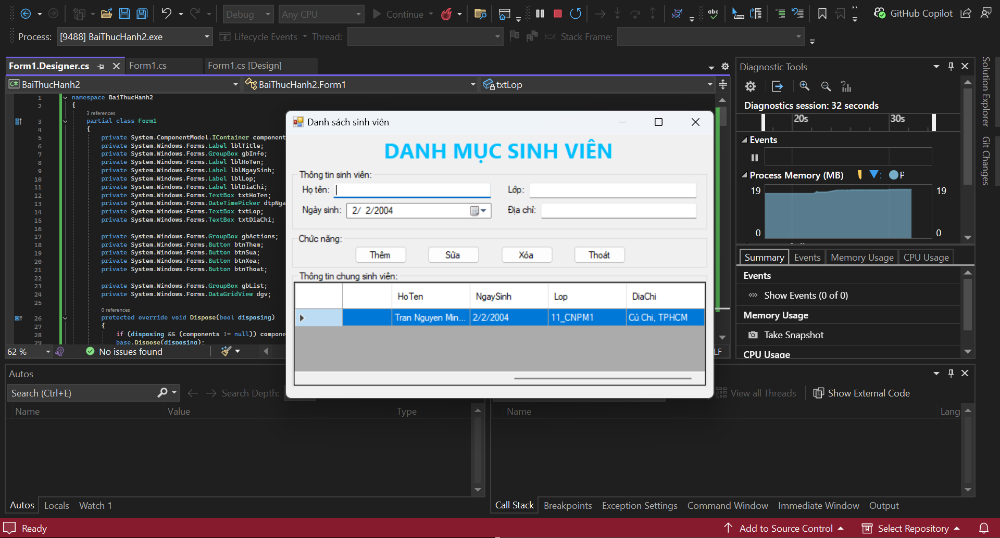 Debug
Any CPU
Continue
abc
GitHub Copilot
Process: [9488] BaiThucHanh2.exe
Lifecycle Events
Thread:
Stack Frame:
Form1.Designer.cs
Form1.cs
Form1.cs [Design]
C# BaiThucHanh2
BaiThucHanh2.Form1
txtLop
1 namespace BaiThucHanh2
2 {
3 references
3 partial class Form1
4 {
5 private System.ComponentModel.IContainer component
6 private System.Windows.Forms.Label lblTitle;
7 private System.Windows.Forms.GroupBox gbInfo;
8 private System.Windows.Forms.Label lblHoTen;
9 private System.Windows.Forms.Label lblNgaySinh;
10 private System.Windows.Forms.Label lblLop;
11 private System.Windows.Forms.Label lblDiaChi;
12 private System.Windows.Forms.TextBox txtHoTen;
13 private System.Windows.Forms.DateTimePicker dtpNga
14 private System.Windows.Forms.TextBox txtLop;
15 private System.Windows.Forms.TextBox txtDiaChi;
16
17 private System.Windows.Forms.GroupBox gbActions;
18 private System.Windows.Forms.Button btnThem;
19 private System.Windows.Forms.Button btnSua;
20 private System.Windows.Forms.Button btnXoa;
21 private System.Windows.Forms.Button btnThoat;
22
23 private System.Windows.Forms.GroupBox gbList;
24 private System.Windows.Forms.DataGridView dgv;
25
0 references
26 protected override void Dispose(bool disposing)
27 {
28 if (disposing && (components != null)) compone
29 base.Dispose(disposing);
62 %
No issues found
LF
Danh sách sinh viên
DANH MỤC SINH VIÊN
Thông tin sinh viên:
Họ tên:
Lớp:
Ngày sinh: 2/ 2/2004
Địa chỉ:
Chức năng:
Thêm
Sửa
Xóa
Thoát
Thông tin chung sinh viên:
HoTen NgaySinh Lop DiaChi
Tran Nguyen Min... 2/2/2004 11_CNPM1 Củ Chi, TPHCM
Diagnostic Tools
Diagnostics session: 32 seconds
20s 30s
Events
Process Memory (MB)
P
19 19
0 0
Summary Events Memory Usage CPU Usage
Events
Show Events (0 of 0)
Memory Usage
Take Snapshot
CPU Usage
Solution Explorer
Git Changes
Autos
Search (Ctrl+E)
Search Depth:
Name Value Type
Autos Locals Watch 1
View all Threads
Show External Code
Name Lang
Call Stack Breakpoints Exception Settings Command Window Immediate Window Output
Ready
Add to Source Control
Select Repository